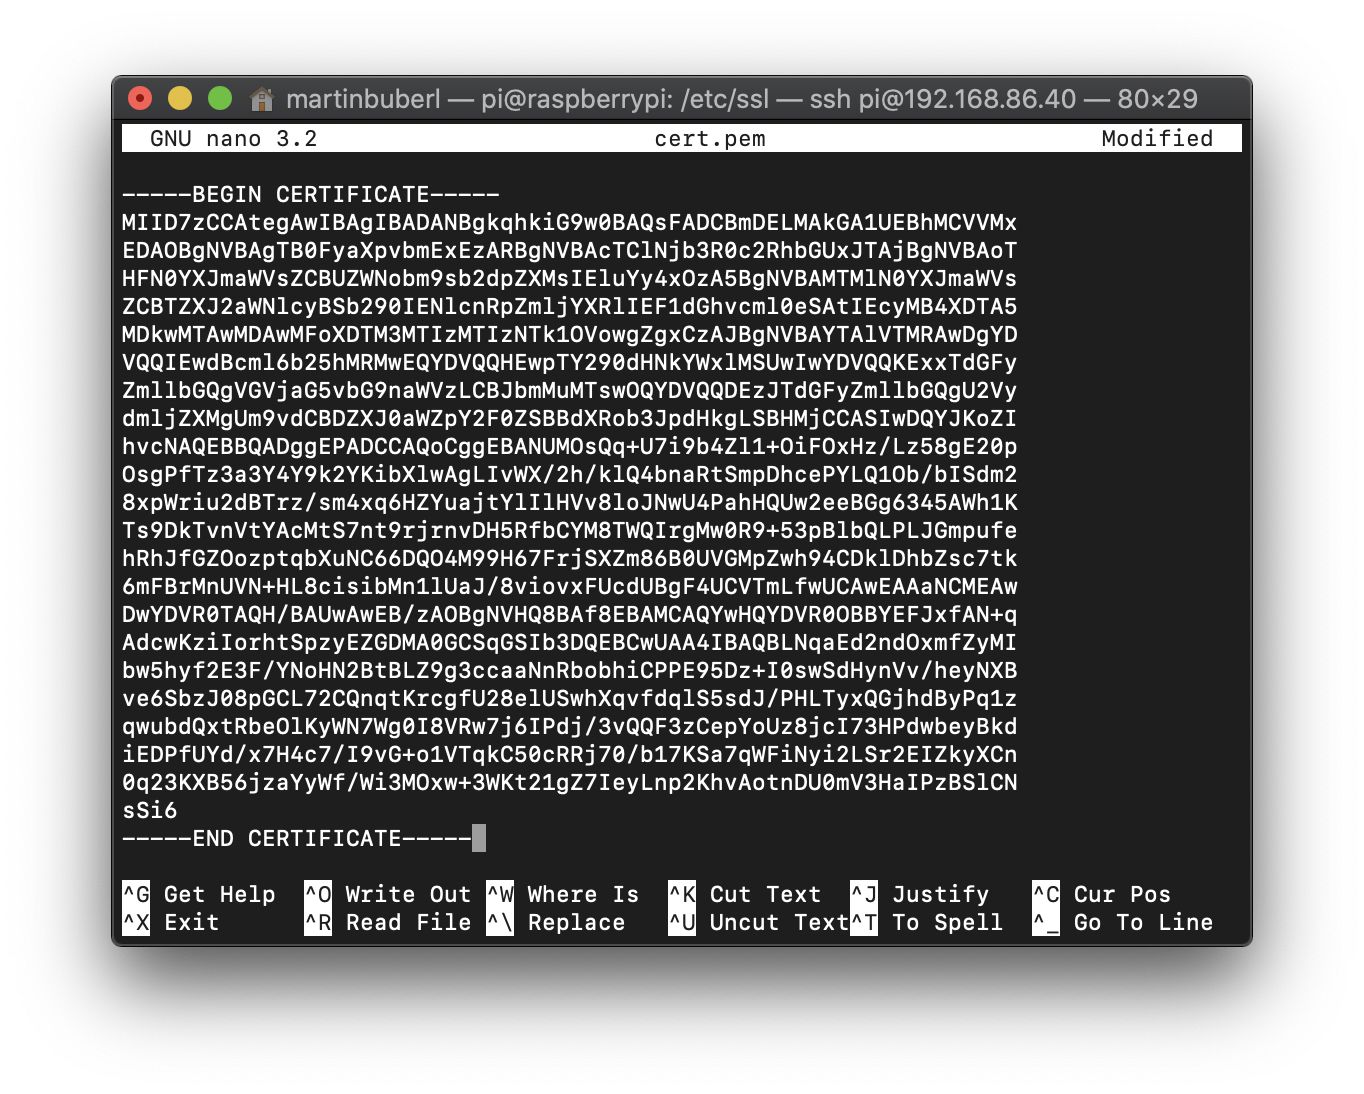 martinbuberl — pi@raspberrypi: /etc/ssl — ssh pi@192.168.86.40 — 80×29
GNU nano 3.2 cert.pem Modified
-----BEGIN CERTIFICATE-----
MIID7zCCAtegAwIBAgIBADANBgkqhkiG9w0BAQsFADCBmDELMAkGA1UEBhMCVVMx
EDAOBgNVBAgTB0FyaXpvbmExEzARBgNVBAcTClNjb3R0c2RhbGUxJTAjBgNVBAoT
HFN0YXJmaWVsZCBUZWNobm9sb2dpZXMsIEluYy4xOzA5BgNVBAMTMlN0YXJmaWVs
ZCBTZXJ2aWNlcyBSb290IENlcnRpZmljYXRlIEF1dGhvcml0eSAtIEcyMB4XDTA5
MDkwMTAwMDAwMFoXDTM3MTIzMTIzNTk1OVowgZgxCzAJBgNVBAYTAlVTMRAwDgYD
VQQIEwdBcml6b25hMRMwEQYDVQQHEwpTY290dHNkYWxlMSUwIwYDVQQKExxTdGFy
ZmllbGQgVGVjaG5vbG9naWVzLCBJbmMuMTswOQYDVQQDEzJTdGFyZmllbGQgU2Vy
dmljZXMgUm9vdCBDZXJ0aWZpY2F0ZSBBdXRob3JpdHkgLSBHMjCCASIwDQYJKoZI
hvcNAQEBBQADggEPADCCAQoCggEBANUMOsQq+U7i9b4Zl1+OiFOxHz/Lz58gE20p
OsgPfTz3a3Y4Y9k2YKibXlwAgLIvWX/2h/klQ4bnaRtSmpDhcePYLQ1Ob/bISdm2
8xpWriu2dBTrz/sm4xq6HZYuajtYlIlHVv8loJNwU4PahHQUw2eeBGg6345AWh1K
Ts9DkTvnVtYAcMtS7nt9rjrnvDH5RfbCYM8TWQIrgMw0R9+53pBlbQLPLJGmpufe
hRhJfGZOozptqbXuNC66DQO4M99H67FrjSXZm86B0UVGMpZwh94CDklDhbZsc7tk
6mFBrMnUVN+HL8cisibMn1lUaJ/8viovxFUcdUBgF4UCVTmLfwUCAwEAAaNCMEAw
DwYDVR0TAQH/BAUwAwEB/zAOBgNVHQ8BAf8EBAMCAQYwHQYDVR0OBBYEFJxfAN+q
AdcwKziIorhtSpzyEZGDMA0GCSqGSIb3DQEBCwUAA4IBAQBLNqaEd2ndOxmfZyMI
bw5hyf2E3F/YNoHN2BtBLZ9g3ccaaNnRbobhiCPPE95Dz+I0swSdHynVv/heyNXB
ve6SbzJ08pGCL72CQnqtKrcgfU28elUSwhXqvfdqlS5sdJ/PHLTyxQGjhdByPq1z
qwubdQxtRbeOlKyWN7Wg0I8VRw7j6IPdj/3vQQF3zCepYoUz8jcI73HPdwbeyBkd
iEDPfUYd/x7H4c7/I9vG+o1VTqkC50cRRj70/b17KSa7qWFiNyi2LSr2EIZkyXCn
0q23KXB56jzaYyWf/Wi3MOxw+3WKt21gZ7IeyLnp2KhvAotnDU0mV3HaIPzBSlCN
sSi6
-----END CERTIFICATE-----
^G Get Help ^O Write Out ^W Where Is ^K Cut Text ^J Justify ^C Cur Pos
^X Exit ^R Read File ^\ Replace ^U Uncut Text ^T To Spell ^_ Go To Line